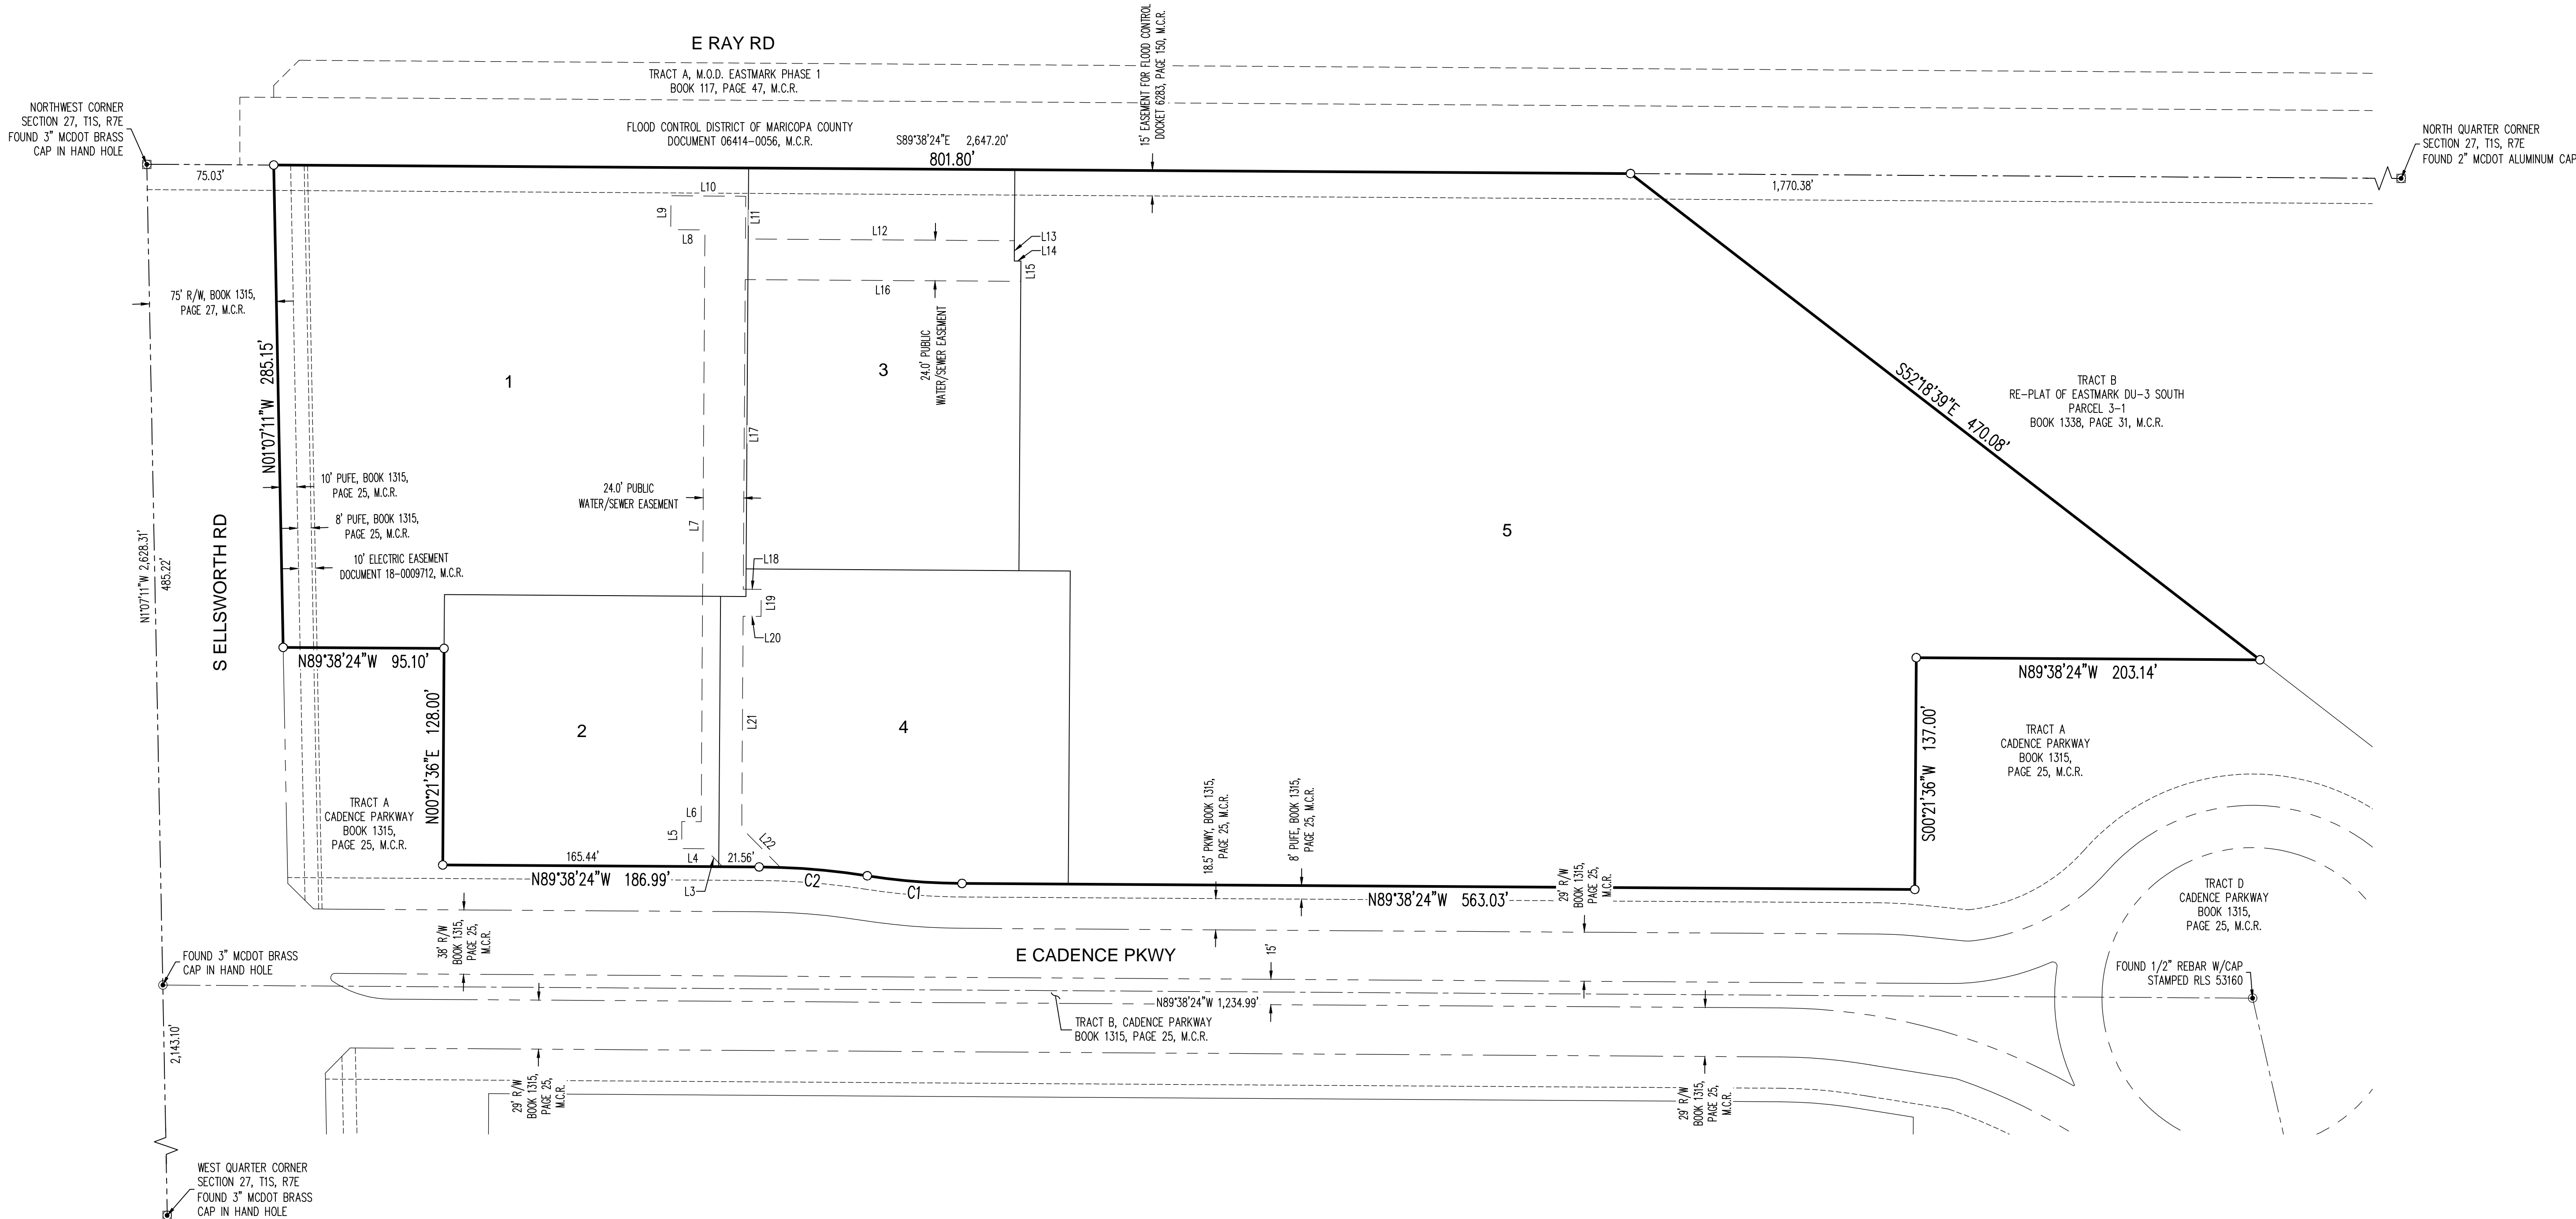 E RAY RD
TRACT A, M.O.D. EASTMARK PHASE 1
BOOK 117, PAGE 47, M.C.R.
15' EASEMENT FOR FLOOD CONTROL
DOCKET 6283, PAGE 150, M.C.R.
NORTHWEST CORNER
SECTION 27, T1S, R7E
FOUND 3" MCDOT BRASS
CAP IN HAND HOLE
FLOOD CONTROL DISTRICT OF MARICOPA COUNTY
DOCUMENT 06414-0056, M.C.R.
S89°38'24"E 2,647.20'
801.80'
NORTH QUARTER CORNER
SECTION 27, T1S, R7E
FOUND 2" MCDOT ALUMINUM CAP
75.03'
1,770.38'
L10
L9
L11
L8
L12
L13
L14
L15
L16
75' R/W, BOOK 1315,
PAGE 27, M.C.R.
N01°07'11"W 285.15'
1
3
24.0' PUBLIC
WATER/SEWER EASEMENT
S52°18'39"E 470.08'
TRACT B
RE-PLAT OF EASTMARK DU-3 SOUTH
PARCEL 3-1
BOOK 1338, PAGE 31, M.C.R.
L17
10' PUFE, BOOK 1315,
PAGE 25, M.C.R.
24.0' PUBLIC
WATER/SEWER EASEMENT
8' PUFE, BOOK 1315,
PAGE 25, M.C.R.
L7
5
10' ELECTRIC EASEMENT
DOCUMENT 18-0009712, M.C.R.
S ELLSWORTH RD
N1°07'11"W 2,628.31'
485.22'
L18
L19
L20
N89°38'24"W 95.10'
N89°38'24"W 203.14'
N00°21'36"E 128.00'
2
L21
4
S00°21'36"W 137.00'
TRACT A
CADENCE PARKWAY
BOOK 1315,
PAGE 25, M.C.R.
TRACT A
CADENCE PARKWAY
BOOK 1315,
PAGE 25, M.C.R.
L6
L5
L22
L4
L3
165.44'
21.56'
N89°38'24"W 186.99'
C2
C1
18.5' PKWY, BOOK 1315,
PAGE 25, M.C.R.
8' PUFE, BOOK 1315,
PAGE 25, M.C.R.
N89°38'24"W 563.03'
29' R/W
BOOK 1315,
PAGE 25,
M.C.R.
TRACT D
CADENCE PARKWAY
BOOK 1315,
PAGE 25, M.C.R.
38' R/W
BOOK 1315,
PAGE 25,
M.C.R.
E CADENCE PKWY
15'
FOUND 3" MCDOT BRASS
CAP IN HAND HOLE
FOUND 1/2" REBAR W/CAP
STAMPED RLS 53160
N89°38'24"W 1,234.99'
TRACT B, CADENCE PARKWAY
BOOK 1315, PAGE 25, M.C.R.
2,143.10'
29' R/W
BOOK 1315,
PAGE 25,
M.C.R.
29' R/W
BOOK 1315,
PAGE 25,
M.C.R.
WEST QUARTER CORNER
SECTION 27, T1S, R7E
FOUND 3" MCDOT BRASS
CAP IN HAND HOLE